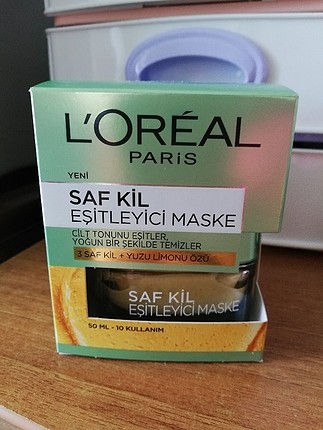 L'ORÉAL
PARIS
YENİ
SAF KİL
EŞİTLEYİCİ MASKE
CİLT TONUNU EŞİTLER,
YOĞUN BİR ŞEKİLDE TEMİZLER
3 SAF KİL + YUZU LİMONU ÖZÜ
SAF KİL
EŞİTLEYİCİ MASKE
50 ML - 10 KULLANIM